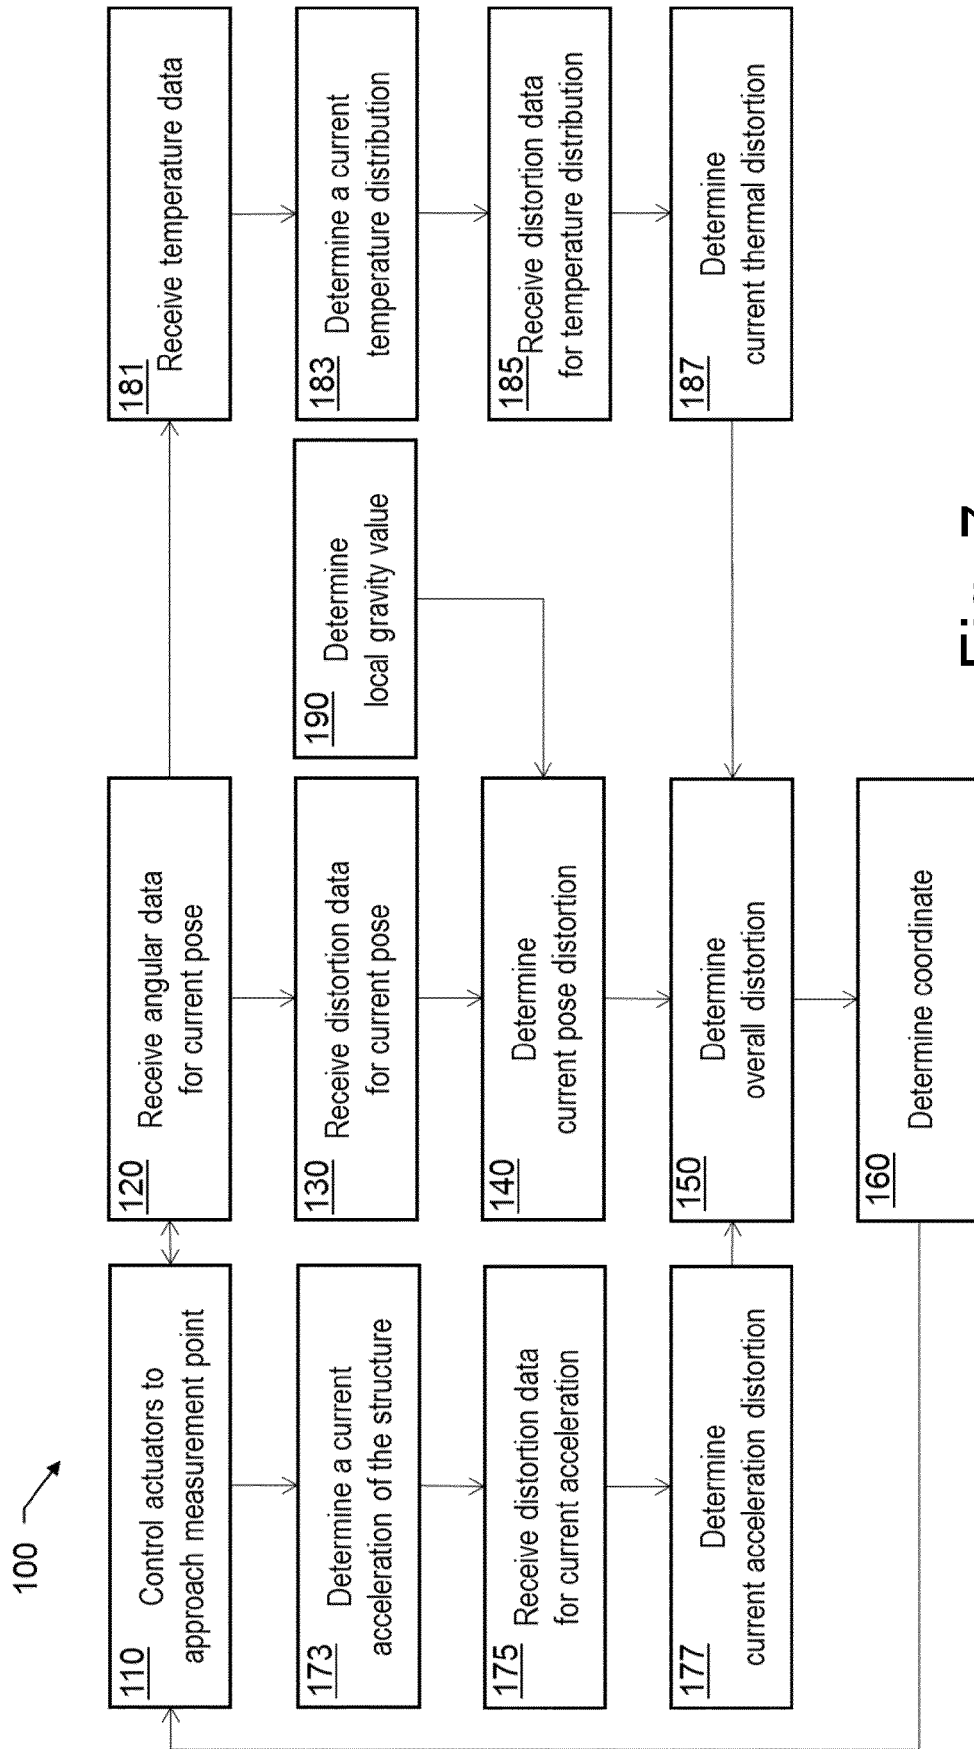 100
110
Control actuators to
approach measurement point
120
Receive angular data
for current pose
181
Receive temperature data
173
Determine a current
acceleration of the structure
130
Receive distortion data
for current pose
190
Determine
local gravity value
183
Determine a current
temperature distribution
175
Receive distortion data
for current acceleration
140
Determine
current pose distortion
185
Receive distortion data
for temperature distribution
177
Determine
current acceleration distortion
150
Determine
overall distortion
187
Determine
current thermal distortion
160
Determine coordinate